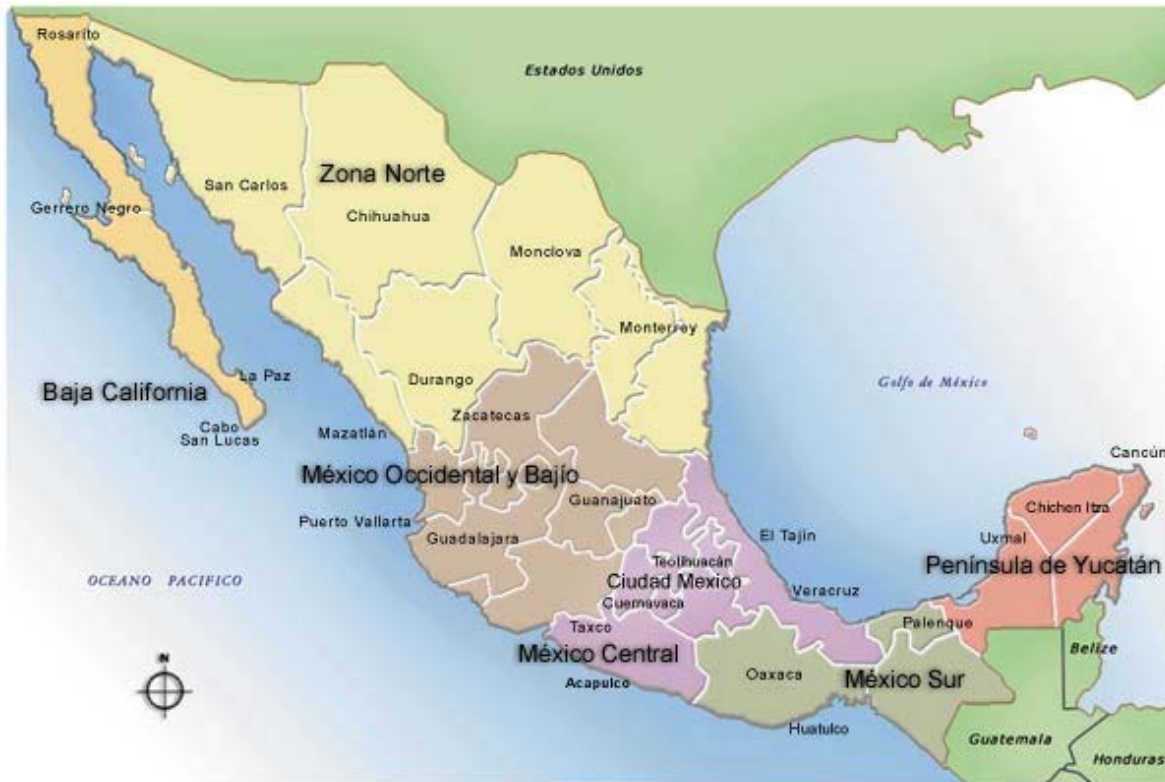 Rosarito
Estados Unidos
Zona Norte
San Carlos
Gerrero Negro
Chihuahua
Monclova
Monterrey
La Paz
Durango
Baja California
Golfo de México
Zacatecas
Cabo
San Lucas
Mazatlán
Cancún
México Occidental y Bajío
Guanajuato
Chichen Itza
Puerto Vallarta
Guadalajara
El Tajín
Uxmal
Teotihuacán
Península de Yucatán
OCEANO PACIFICO
Ciudad Mexico
Veracruz
Cuernavaca
Palenque
Taxco
México Central
Belize
N
Acapulco
Oaxaca
México Sur
Huatulco
Guatemala
Honduras